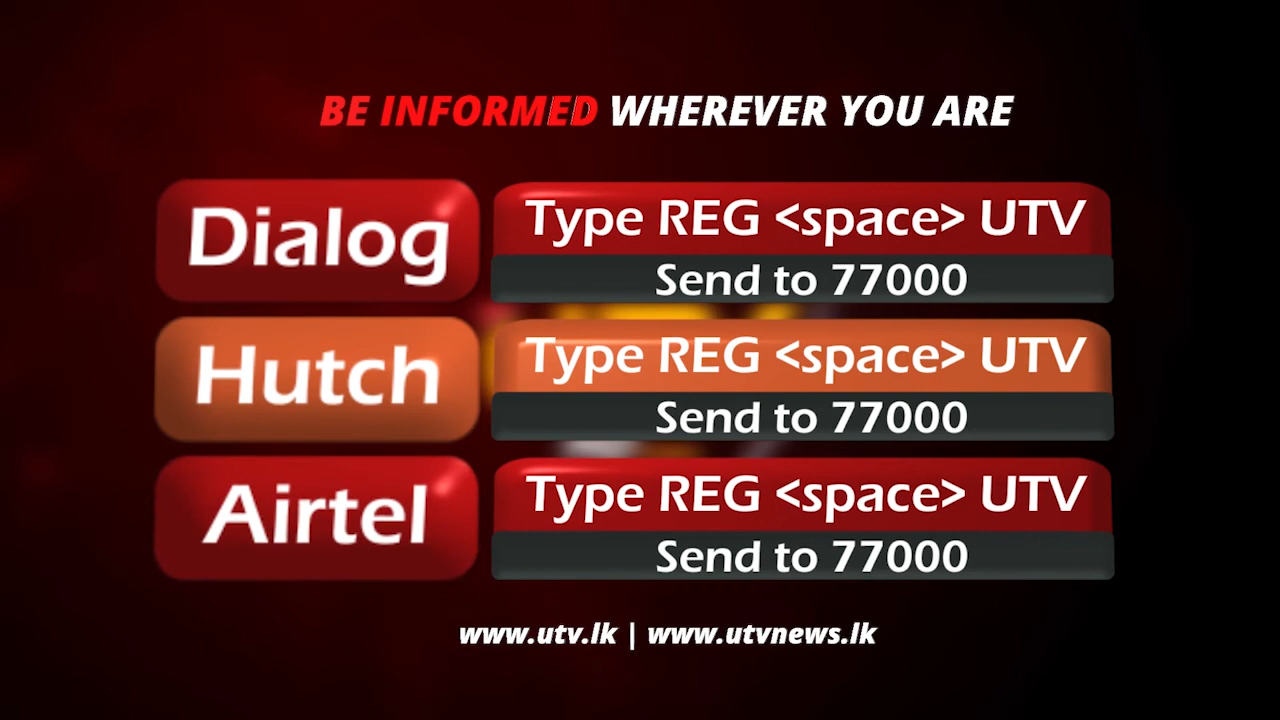 BE INFORMED WHEREVER YOU ARE
Dialog
Type REG <space> UTV
Send to 77000
Hutch
Type REG <space> UTV
Send to 77000
Airtel
Type REG <space> UTV
Send to 77000
www.utv.lk | www.utvnews.lk